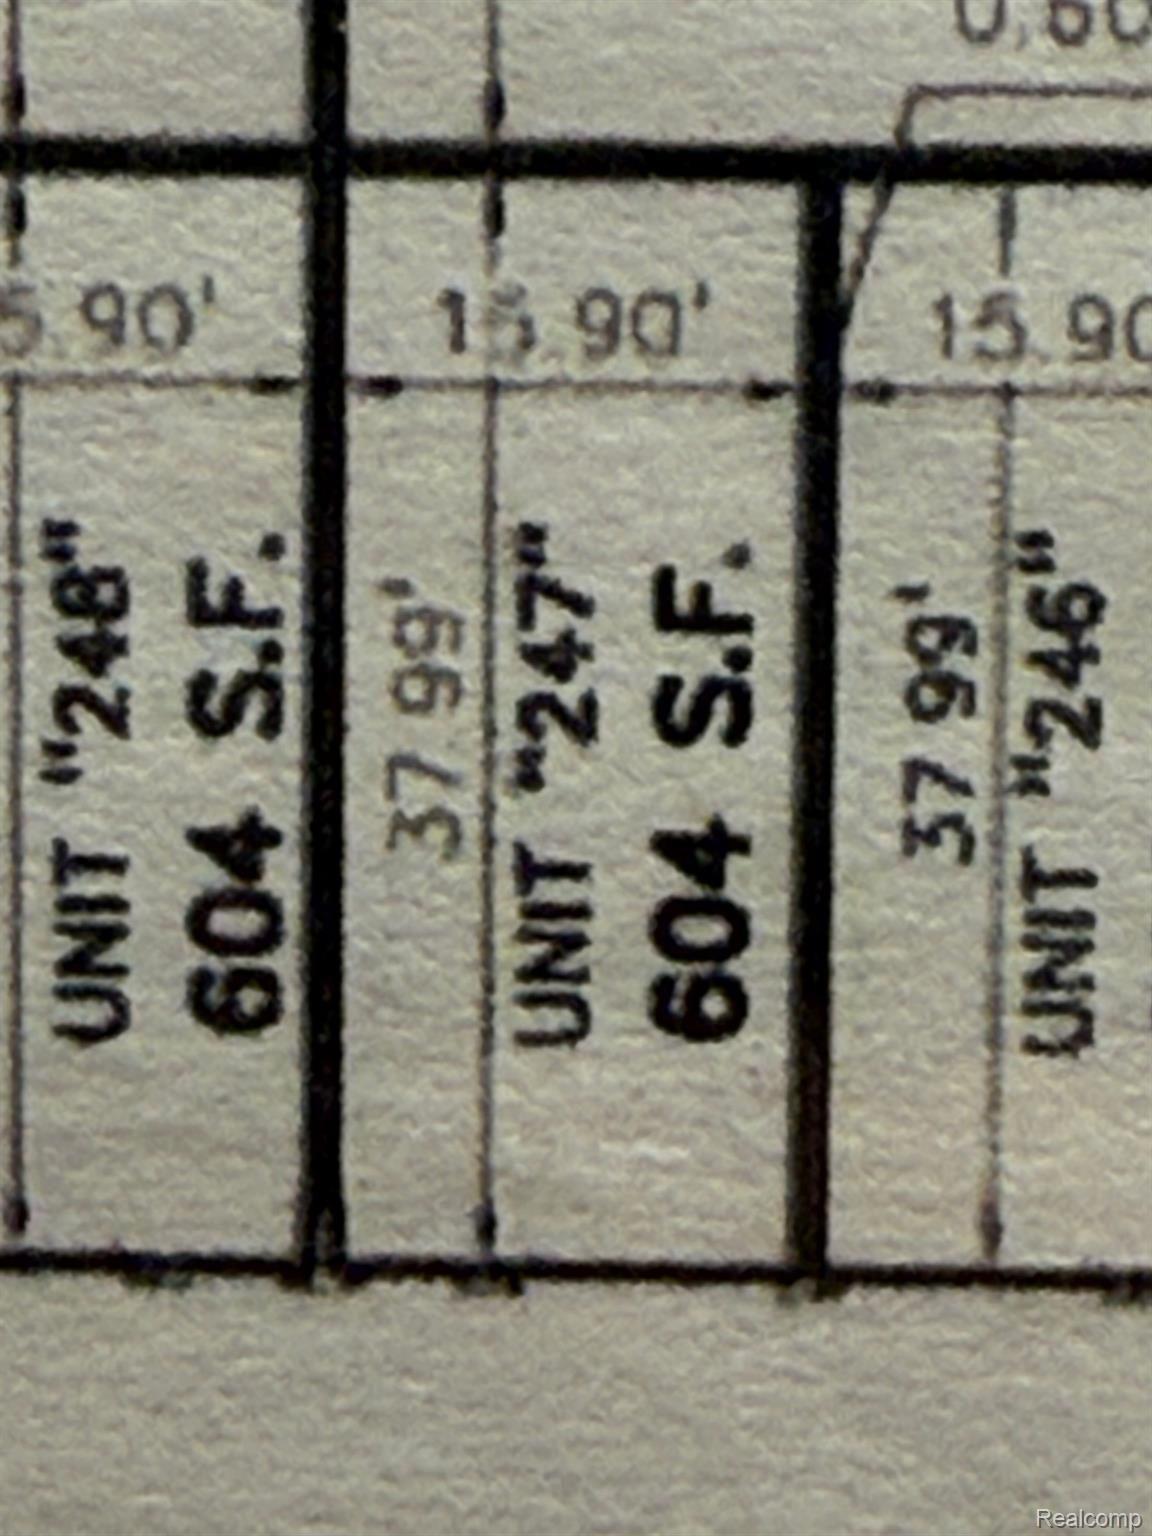 0.60
5.90'
15.90'
15.90
UNIT "248"
604 S.F.
37.99'
UNIT "247"
604 S.F.
37.99'
UNIT "246"
Realcomp